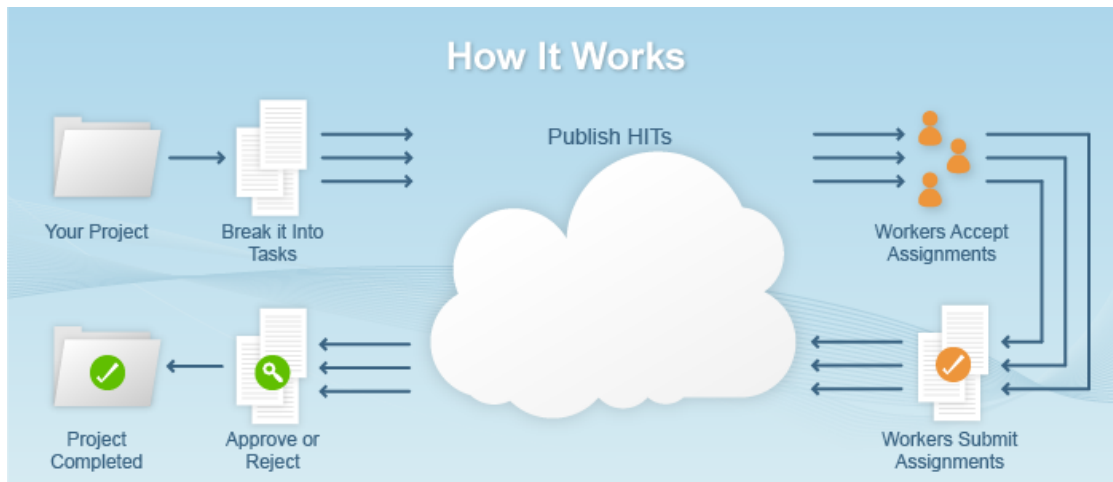 How It Works
Publish HITs
Your Project
Break it Into
Tasks
Workers Accept
Assignments
Project
Completed
Approve or
Reject
Workers Submit
Assignments